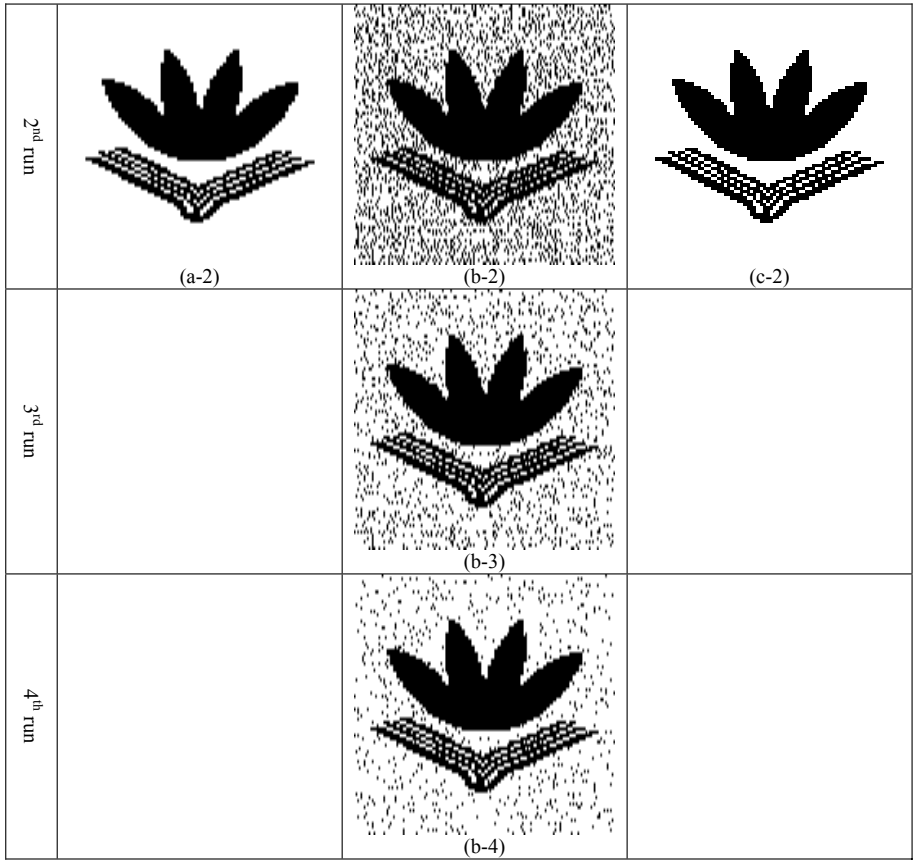 2nd run
(a-2)
(b-2)
(c-2)
3rd run
(b-3)
4th run
(b-4)